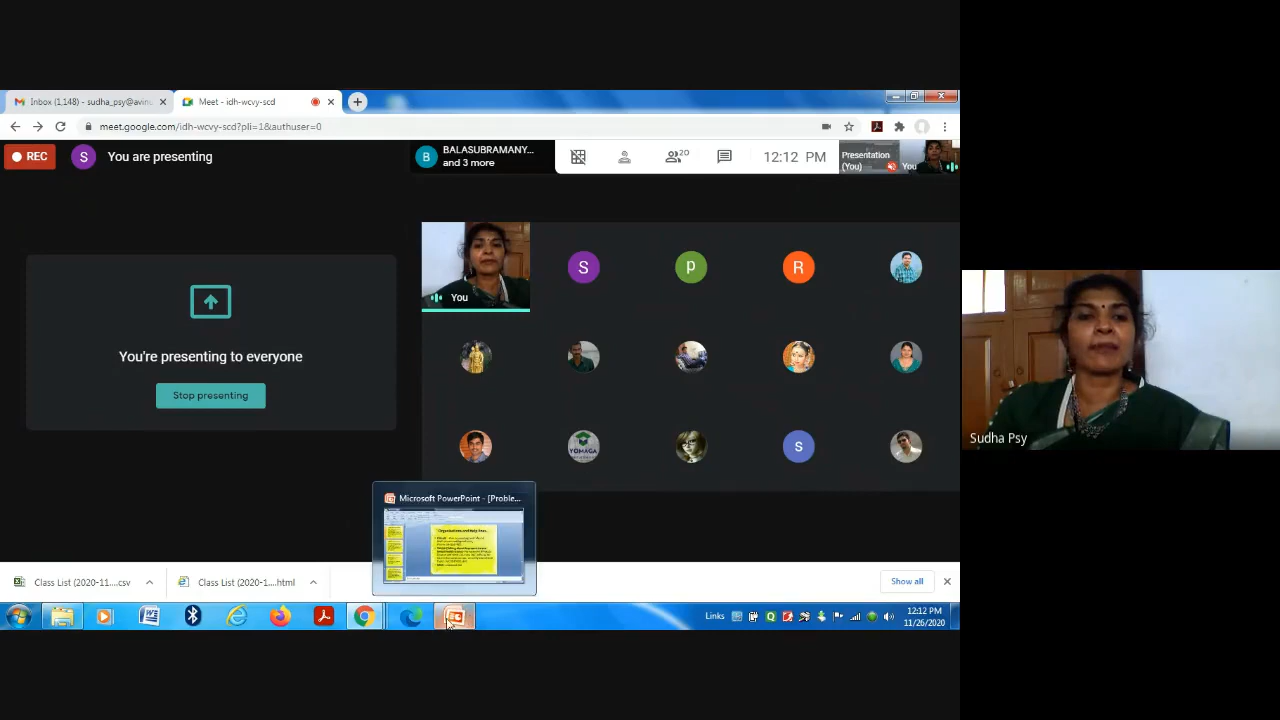 Inbox (1,148) - sudha_psy@avinu
Meet - idh-wcvy-scd
meet.google.com/idh-wcvy-scd?pli=1&authuser=0
REC
S
You are presenting
B
BALASUBRAMANY...
and 3 more
20
12:12 PM
Presentation
(You)
You
You
S
p
R
You're presenting to everyone
Stop presenting
YOMAGA
s
Sudha Psy
Microsoft PowerPoint - [Proble...
Class List (2020-11....csv
Class List (2020-1....html
Show all
Links
12:12 PM
11/26/2020